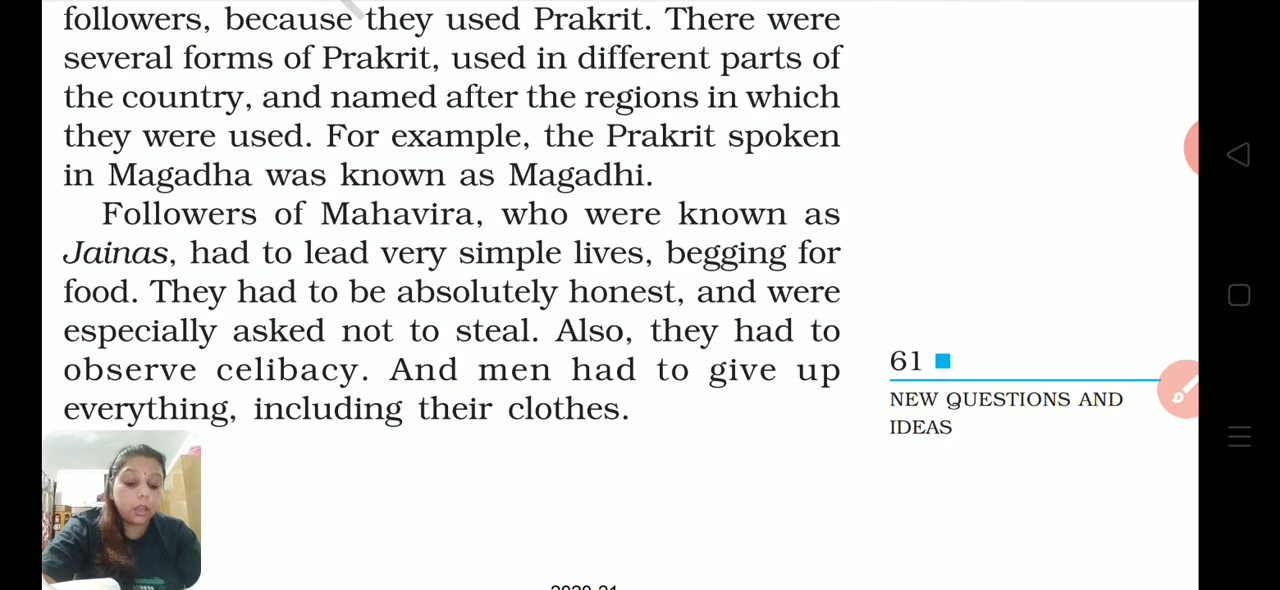 followers, because they used Prakrit. There were
several forms of Prakrit, used in different parts of
the country, and named after the regions in which
they were used. For example, the Prakrit spoken
in Magadha was known as Magadhi.
Followers of Mahavira, who were known as
Jainas, had to lead very simple lives, begging for
food. They had to be absolutely honest, and were
especially asked not to steal. Also, they had to
observe celibacy. And men had to give up
everything, including their clothes.
61
NEW QUESTIONS AND
IDEAS
2020-21